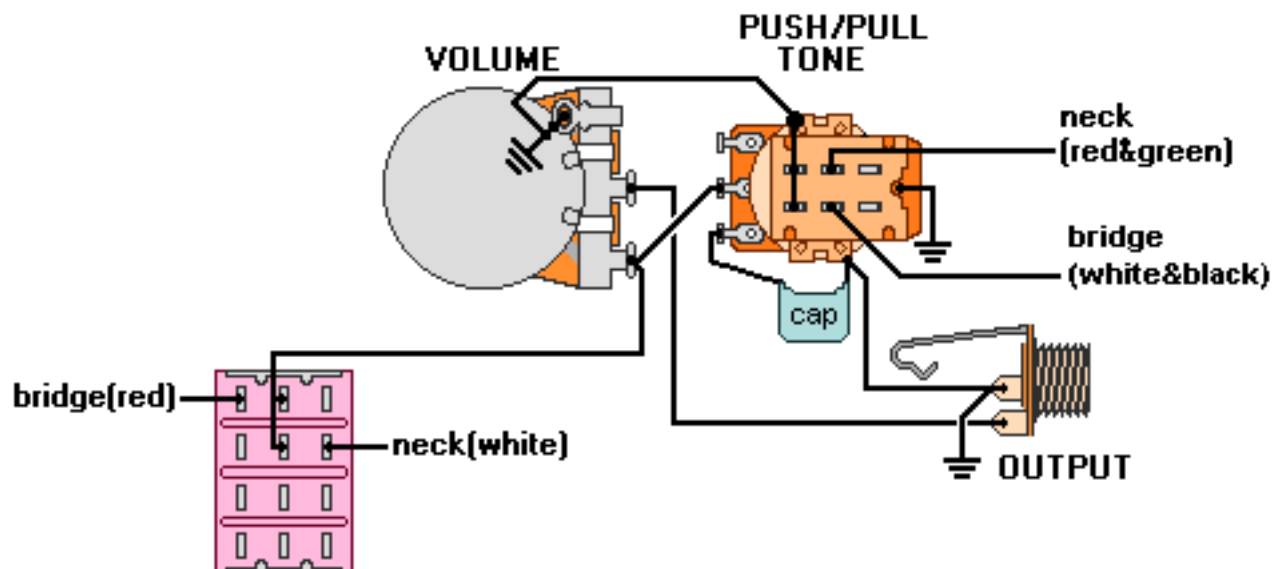 VOLUME
PUSH/PULL
TONE
neck
(red&green)
bridge
(white&black)
cap
bridge(red)
neck(white)
OUTPUT